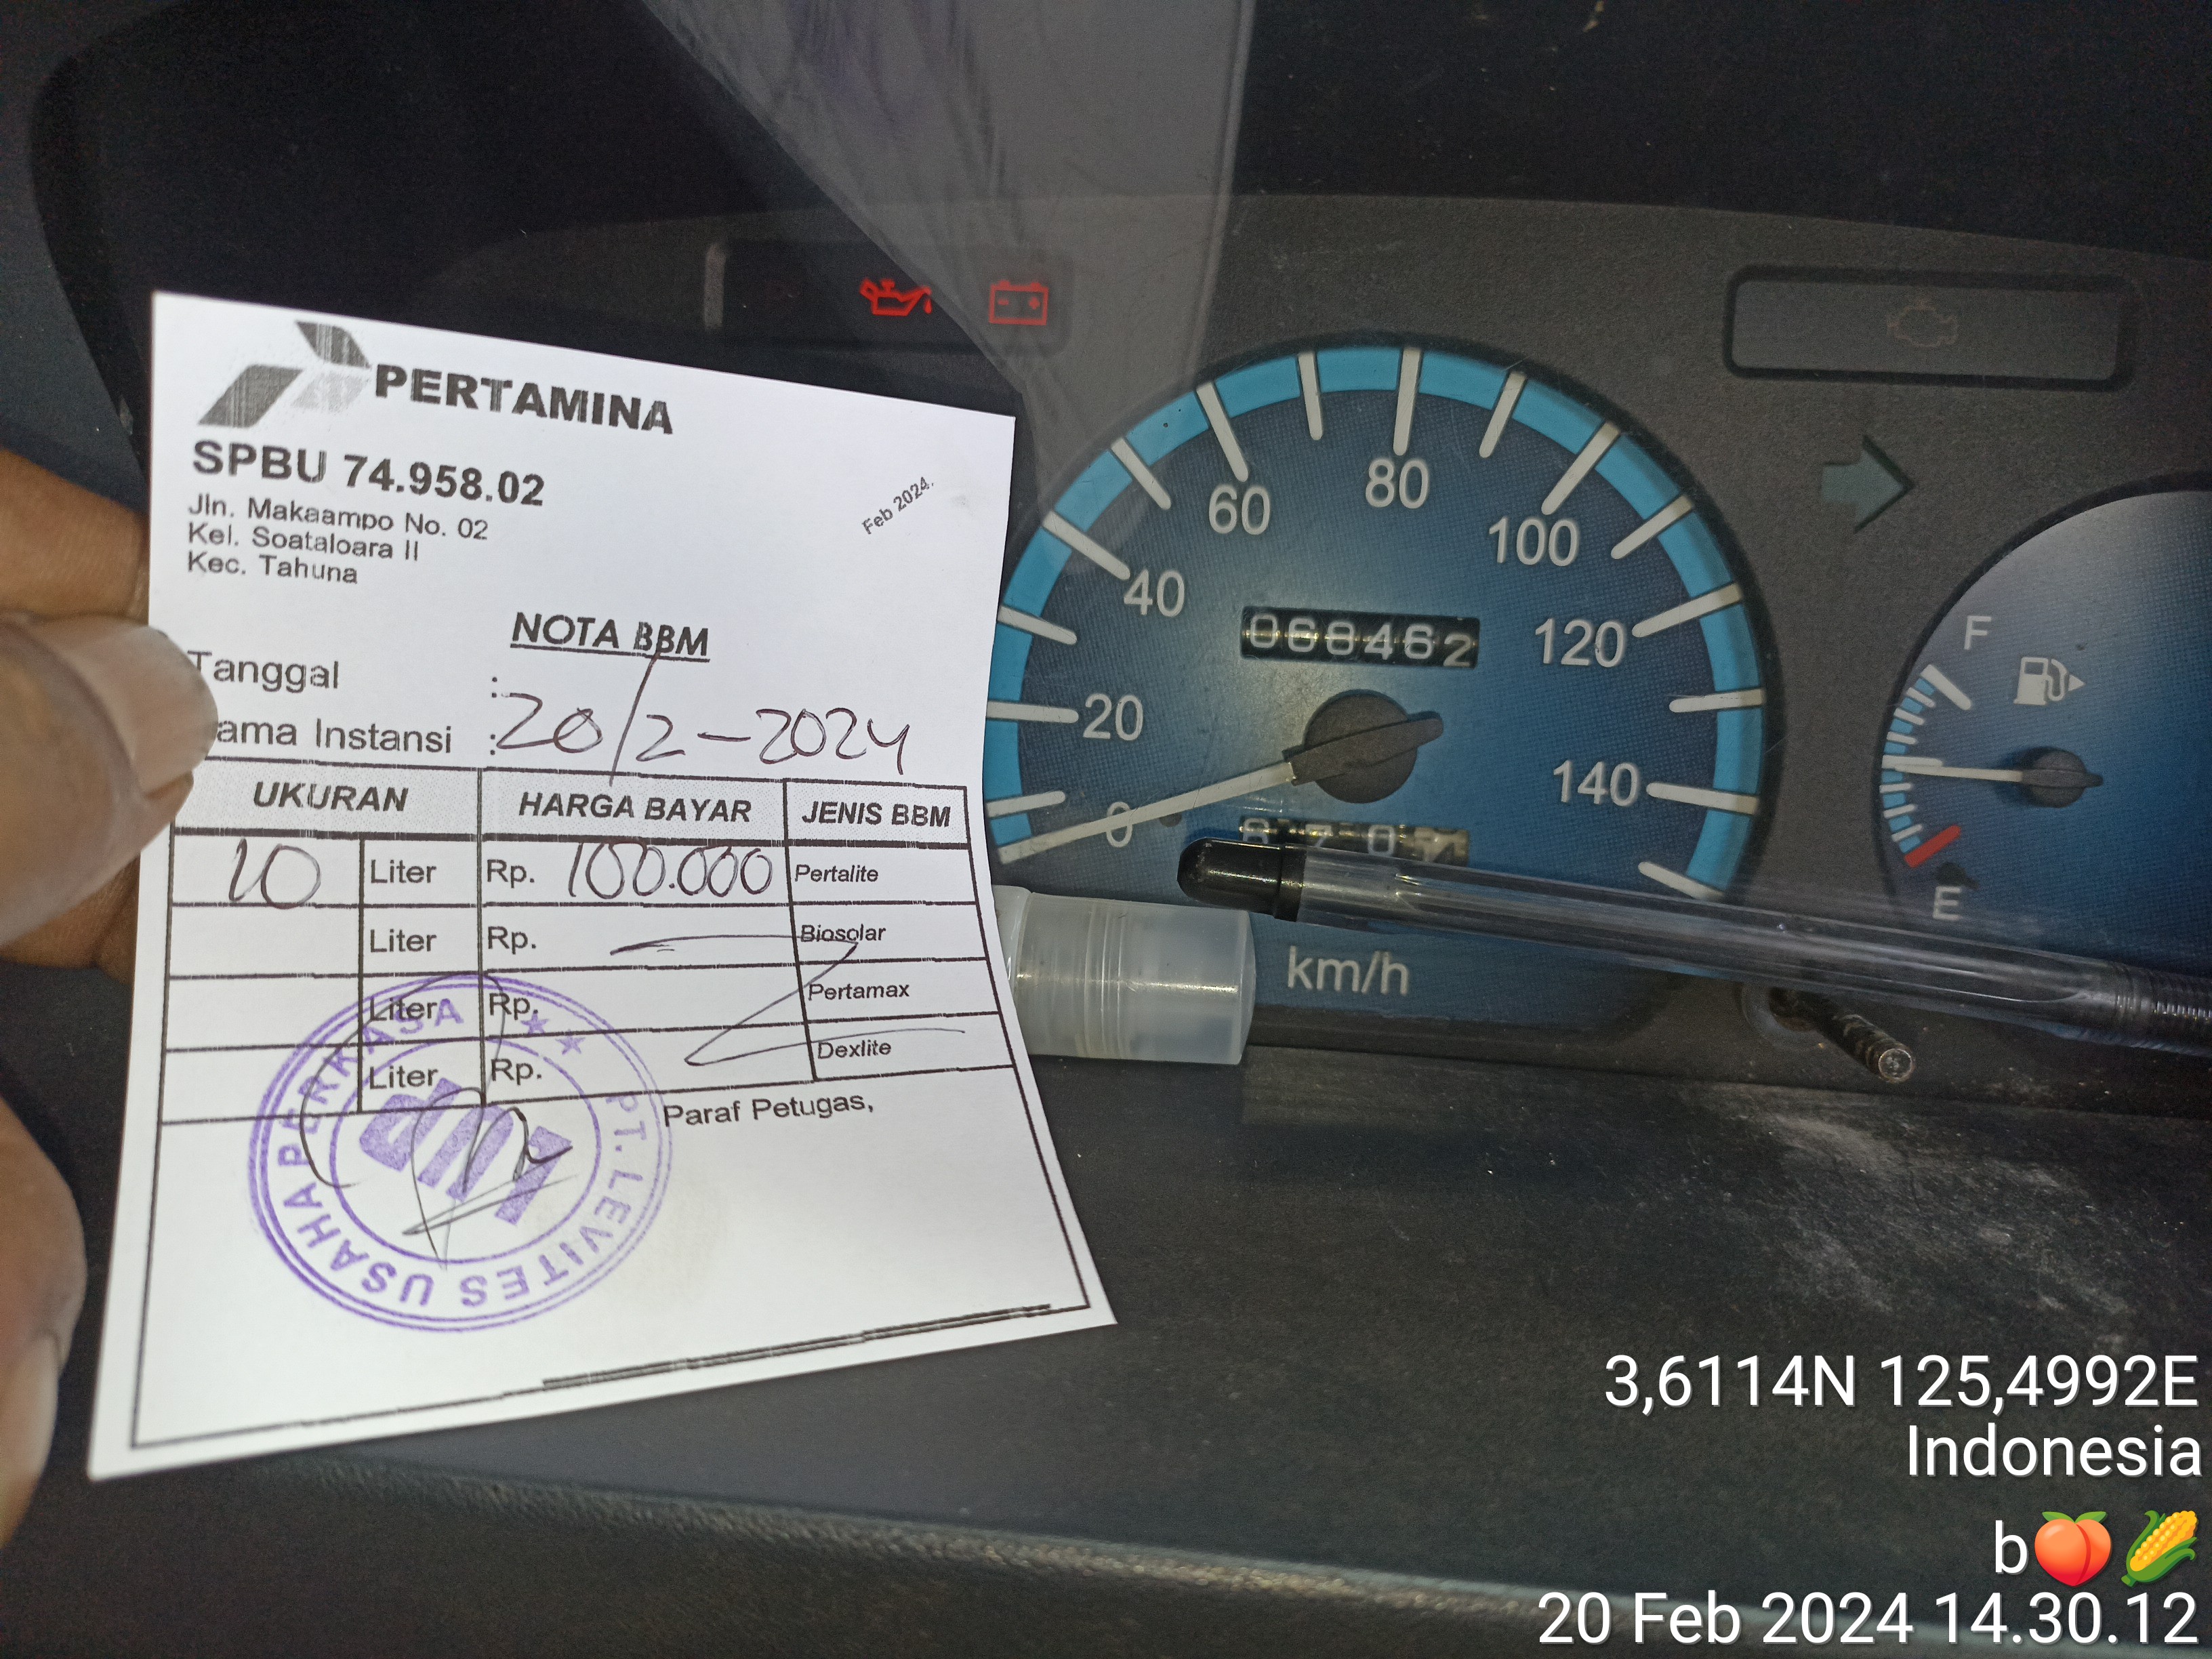 PERTAMINA
SPBU 74.958.02
Jln. Makaampo No. 02
Kel. Soataloara II
Kec. Tahuna
Feb 2024.
NOTA BBM
Tanggal :
ama Instansi : 20/2-2024
UKURAN HARGA BAYAR JENIS BBM
10 Liter Rp. 100.000 Pertalite
Liter Rp. Biosolar
Liter Rp. Pertamax
Liter Rp. Dexlite
Paraf Petugas,
PT. LEVITES USAHA PERKASA
LUP
0 20 40 60 80 100 120 140
068462
km/h
F
E
3,6114N 125,4992E
Indonesia
b🍑🌽
20 Feb 2024 14.30.12